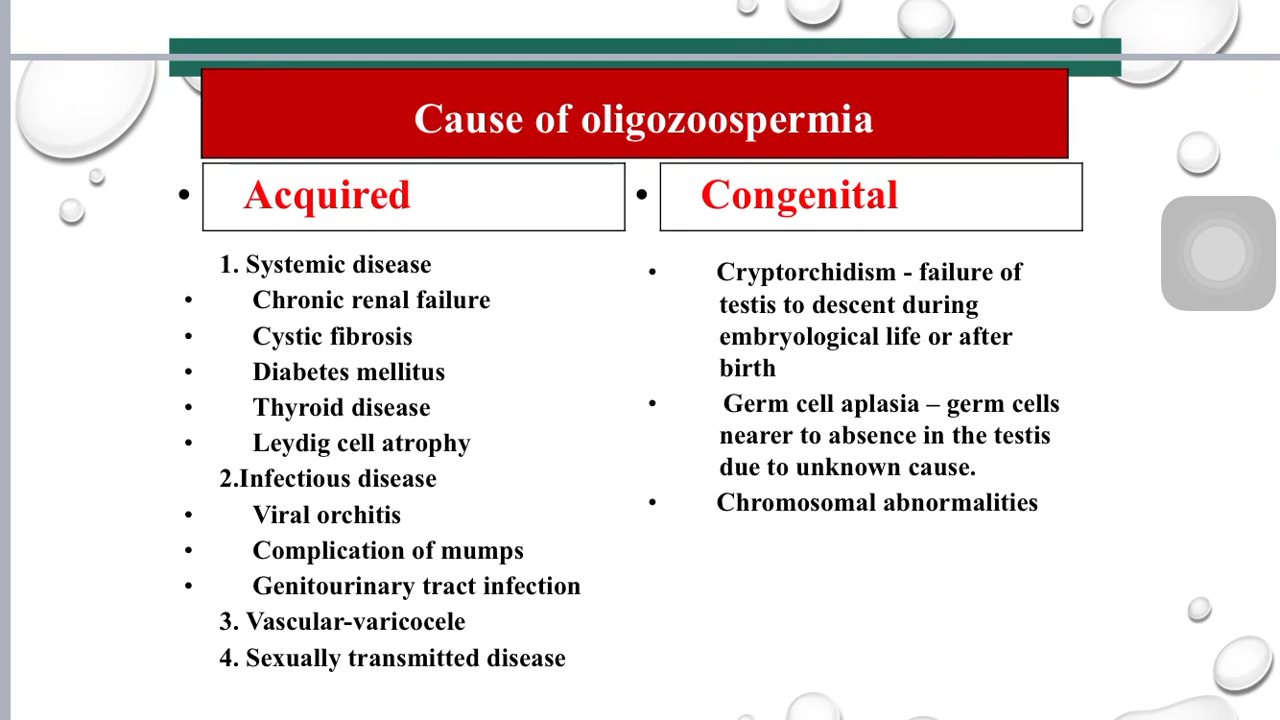 Cause of oligozoospermia
• Acquired
1. Systemic disease
• Chronic renal failure
• Cystic fibrosis
• Diabetes mellitus
• Thyroid disease
• Leydig cell atrophy
2.Infectious disease
• Viral orchitis
• Complication of mumps
• Genitourinary tract infection
3. Vascular-varicocele
4. Sexually transmitted disease
• Congenital
• Cryptorchidism - failure of
testis to descent during
embryological life or after
birth
• Germ cell aplasia – germ cells
nearer to absence in the testis
due to unknown cause.
• Chromosomal abnormalities